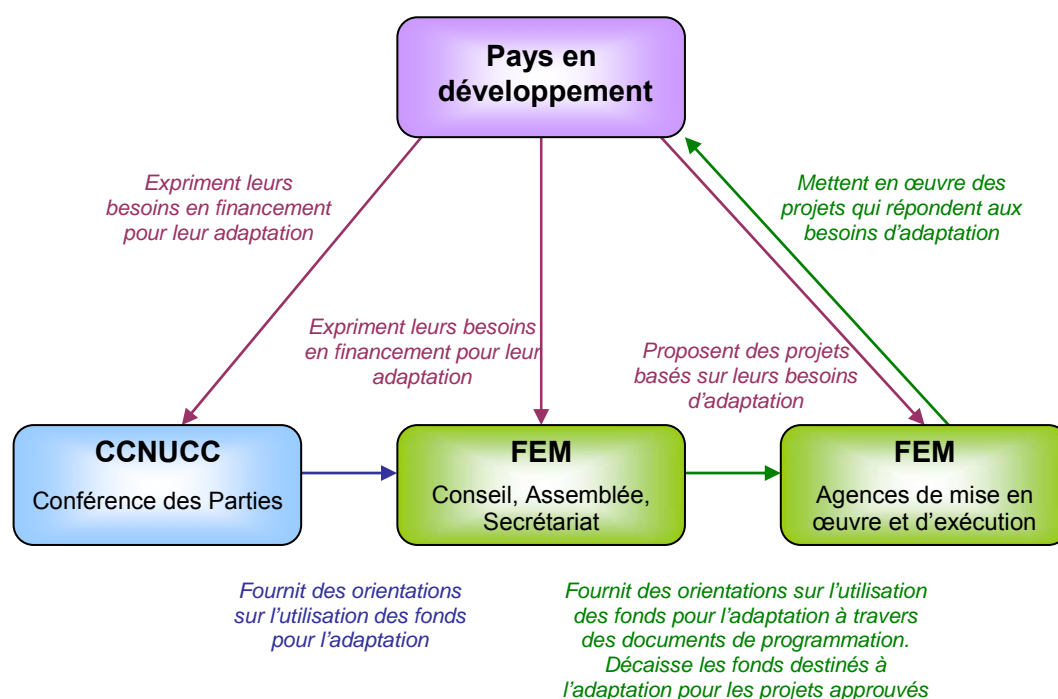 Pays en
développement
Expriment leurs
besoins en financement
pour leur adaptation
Mettent en œuvre des
projets qui répondent aux
besoins d'adaptation
Expriment leurs besoins
en financement pour leur
adaptation
Proposent des projets
basés sur leurs besoins
d'adaptation
CCNUCC
Conférence des Parties
FEM
Conseil, Assemblée,
Secrétariat
FEM
Agences de mise en
œuvre et d'exécution
Fournit des orientations
sur l'utilisation des fonds
pour l'adaptation
Fournit des orientations sur l'utilisation
des fonds pour l'adaptation à travers
des documents de programmation.
Décaisse les fonds destinés à
l'adaptation pour les projets approuvés